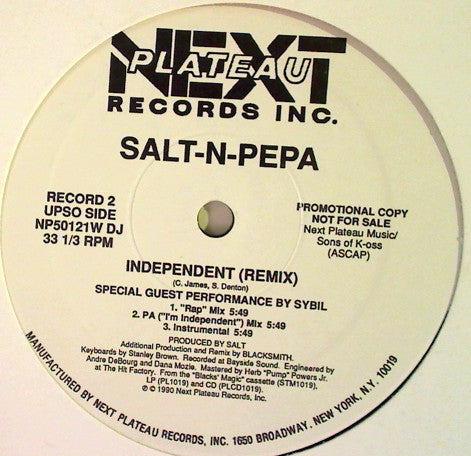 NEXT
PLATEAU
RECORDS INC.
SALT-N-PEPA
RECORD 2
UPSO SIDE
NP50121W DJ
33 1/3 RPM
PROMOTIONAL COPY
NOT FOR SALE
Next Plateau Music/
Sons of K-oss
(ASCAP)
INDEPENDENT (REMIX)
(C. James, S. Denton)
SPECIAL GUEST PERFORMANCE BY SYBIL
1. "Rap" Mix 5:49
2. PA ("I'm Independent") Mix 5:49
3. Instrumental 5:49
PRODUCED BY SALT
Additional Production and Remix by BLACKSMITH.
Keyboards by Stanley Brown. Recorded at Bayside Sound. Engineered by
Andre DeBourg and Dana Mozie. Mastered by Herb "Pump" Powers Jr.
at The Hit Factory. From the "Blacks' Magic" cassette (STM1019).
LP (PL1019) and CD (PLCD1019).
℗ © 1990 Next Plateau Records, Inc.
MANUFACTURED BY NEXT PLATEAU RECORDS, INC. 1650 BROADWAY. NEW YORK, N.Y. 10019